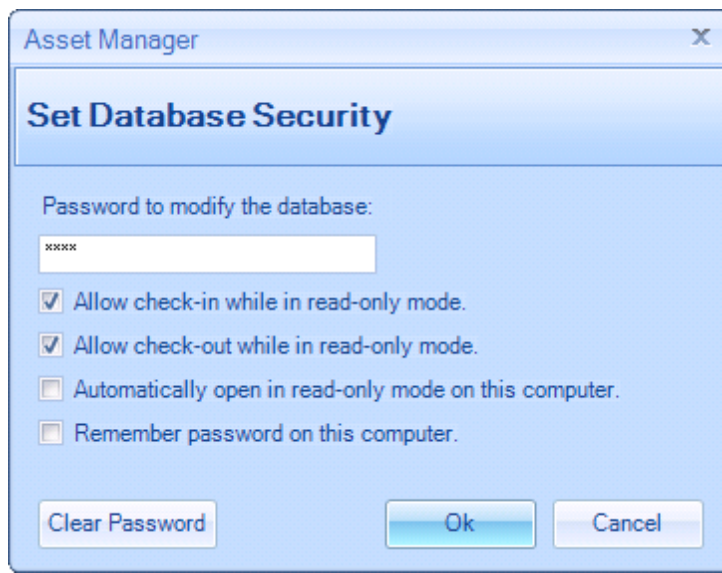 Asset Manager
Set Database Security
Password to modify the database:
****
Allow check-in while in read-only mode.
Allow check-out while in read-only mode.
Automatically open in read-only mode on this computer.
Remember password on this computer.
Clear Password Ok Cancel